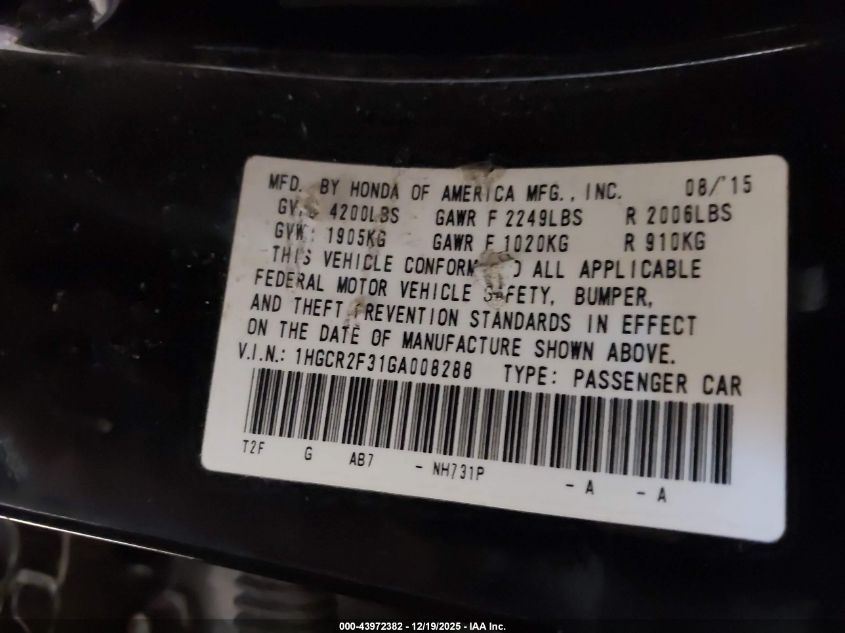 MFD. BY HONDA OF AMERICA MFG., INC. 08/'15
4200LBS GAWR F 2249LBS R 2006LBS
1905KG GAWR F 1020KG R 910KG
THIS VEHICLE ALL APPLICABLE
FEDERAL MOTOR VEHICLE SAFETY, BUMPER,
AND THEFT PREVENTION STANDARDS IN EFFECT
ON THE DATE OF MANUFACTURE SHOWN ABOVE.
V.I.N.: 1HGCR2F31GA008288 TYPE: PASSENGER CAR
T2F G AB7 - NH731P - A - A
000-43972382 - 12/19/2025 - IAA Inc.